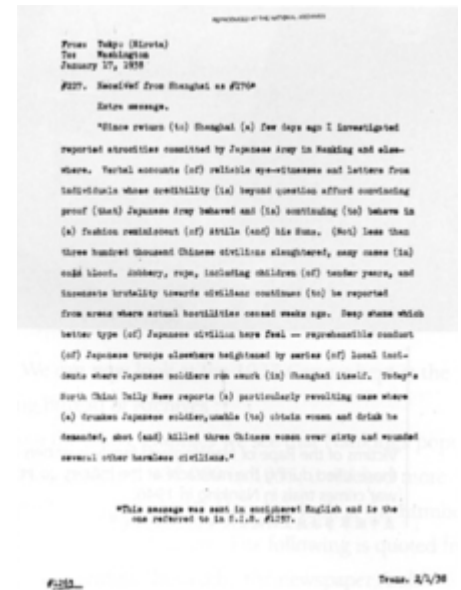 REPRODUCED AT THE NATIONAL ARCHIVES
From: Tokyo (Hirota)
To: Washington
January 17, 1938
#227. Received from Shanghai as #176*
Extra message.
"Since return (to) Shanghai (a) few days ago I investigated
reported atrocities committed by Japanese Army in Nanking and else-
where. Verbal accounts (of) reliable eye-witnesses and letters from
individuals whose credibility (is) beyond question afford convincing
proof (that) Japanese Army behaved and (is) continuing (to) behave in
(a) fashion reminiscent (of) Attila (and) his Huns. (Not) less than
three hundred thousand Chinese civilians slaughtered, many cases (in)
cold blood. Robbery, rape, including children (of) tender years, and
insensate brutality towards civilians continues (to) be reported
from areas where actual hostilities ceased weeks ago. Deep shame which
better type (of) Japanese civilian here feel — reprehensible conduct
(of) Japanese troops elsewhere heightened by series (of) local inci-
dents where Japanese soldiers run amuck (in) Shanghai itself. Today's
North China Daily News reports (a) particularly revolting case where
(a) drunken Japanese soldier, unable (to) obtain women and drink he
demanded, shot (and) killed three Chinese women over sixty and wounded
several other harmless civilians."
*This message was sent in enciphered English and is the
one referred to in
#1263
Trans. 2/1/38